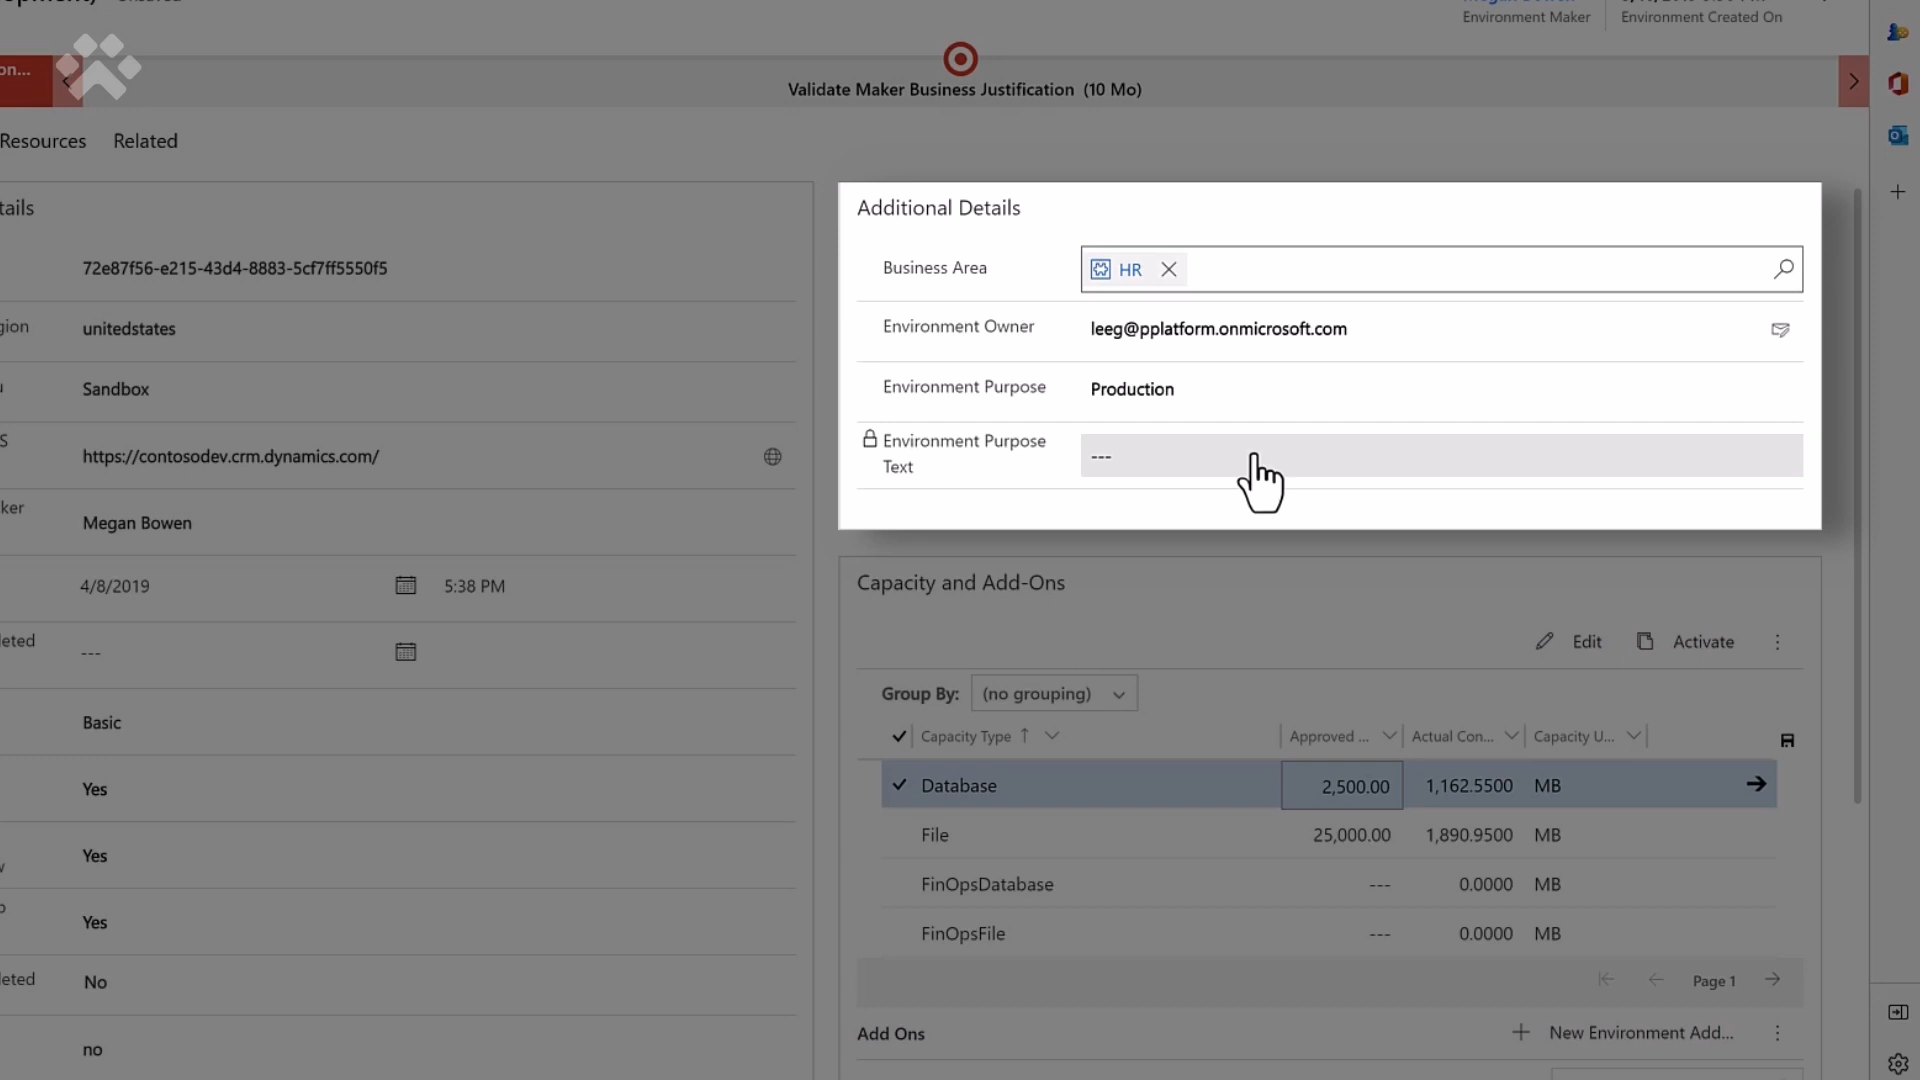 Environment Maker
Environment Created On
on...
Validate Maker Business Justification (10 Mo)
Resources
Related
tails
72e87f56-e215-43d4-8883-5cf7ff5550f5
gion
unitedstates
Sandbox
S
https://contosodev.crm.dynamics.com/
ker
Megan Bowen
4/8/2019
5:38 PM
leted
---
Basic
Yes
Yes
Yes
leted
No
no
Additional Details
Business Area
HR
Environment Owner
leeg@pplatform.onmicrosoft.com
Environment Purpose
Production
Environment Purpose
Text
---
Capacity and Add-Ons
Edit
Activate
Group By:
(no grouping)
Capacity Type
Approved ...
Actual Con...
Capacity U...
Database
2,500.00
1,162.5500
MB
File
25,000.00
1,890.9500
MB
FinOpsDatabase
---
0.0000
MB
FinOpsFile
---
0.0000
MB
Page 1
Add Ons
New Environment Add...